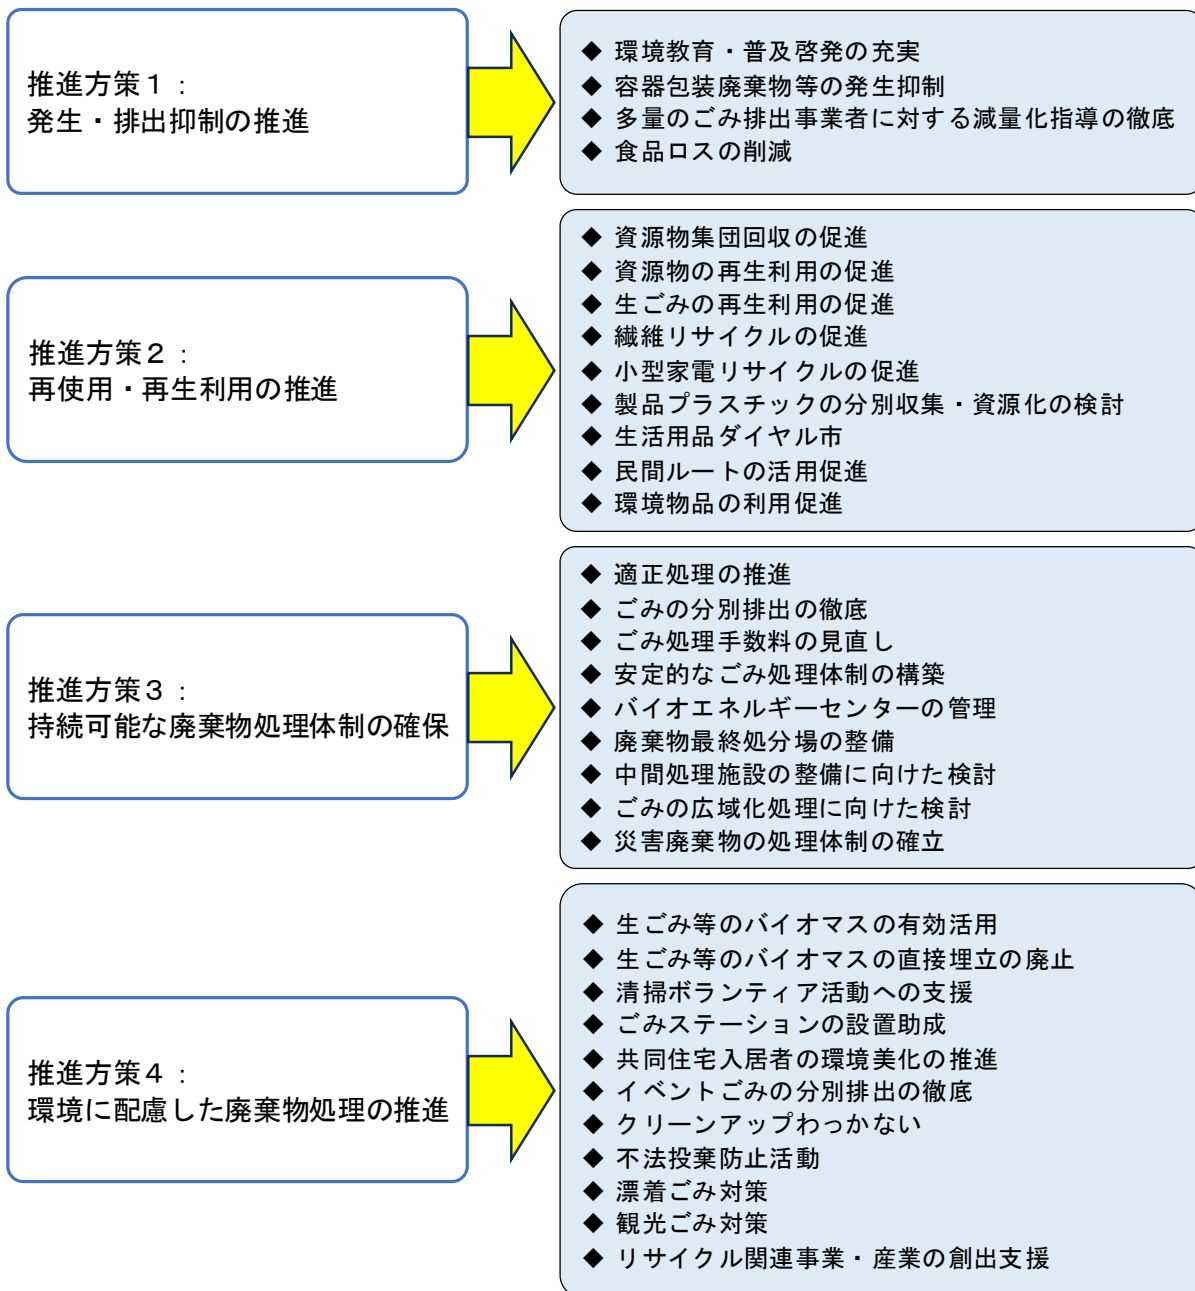 推進方策１：
発生・排出抑制の推進
◆ 環境教育・普及啓発の充実
◆ 容器包装廃棄物等の発生抑制
◆ 多量のごみ排出事業者に対する減量化指導の徹底
◆ 食品ロスの削減
推進方策２：
再使用・再生利用の推進
◆ 資源物集団回収の促進
◆ 資源物の再生利用の促進
◆ 生ごみの再生利用の促進
◆ 繊維リサイクルの促進
◆ 小型家電リサイクルの促進
◆ 製品プラスチックの分別収集・資源化の検討
◆ 生活用品ダイヤル市
◆ 民間ルートの活用促進
◆ 環境物品の利用促進
推進方策３：
持続可能な廃棄物処理体制の確保
◆ 適正処理の推進
◆ ごみの分別排出の徹底
◆ ごみ処理手数料の見直し
◆ 安定的なごみ処理体制の構築
◆ バイオエネルギーセンターの管理
◆ 廃棄物最終処分場の整備
◆ 中間処理施設の整備に向けた検討
◆ ごみの広域化処理に向けた検討
◆ 災害廃棄物の処理体制の確立
推進方策４：
環境に配慮した廃棄物処理の推進
◆ 生ごみ等のバイオマスの有効活用
◆ 生ごみ等のバイオマスの直接埋立の廃止
◆ 清掃ボランティア活動への支援
◆ ごみステーションの設置助成
◆ 共同住宅入居者の環境美化の推進
◆ イベントごみの分別排出の徹底
◆ クリーンアップわっかない
◆ 不法投棄防止活動
◆ 漂着ごみ対策
◆ 観光ごみ対策
◆ リサイクル関連事業・産業の創出支援